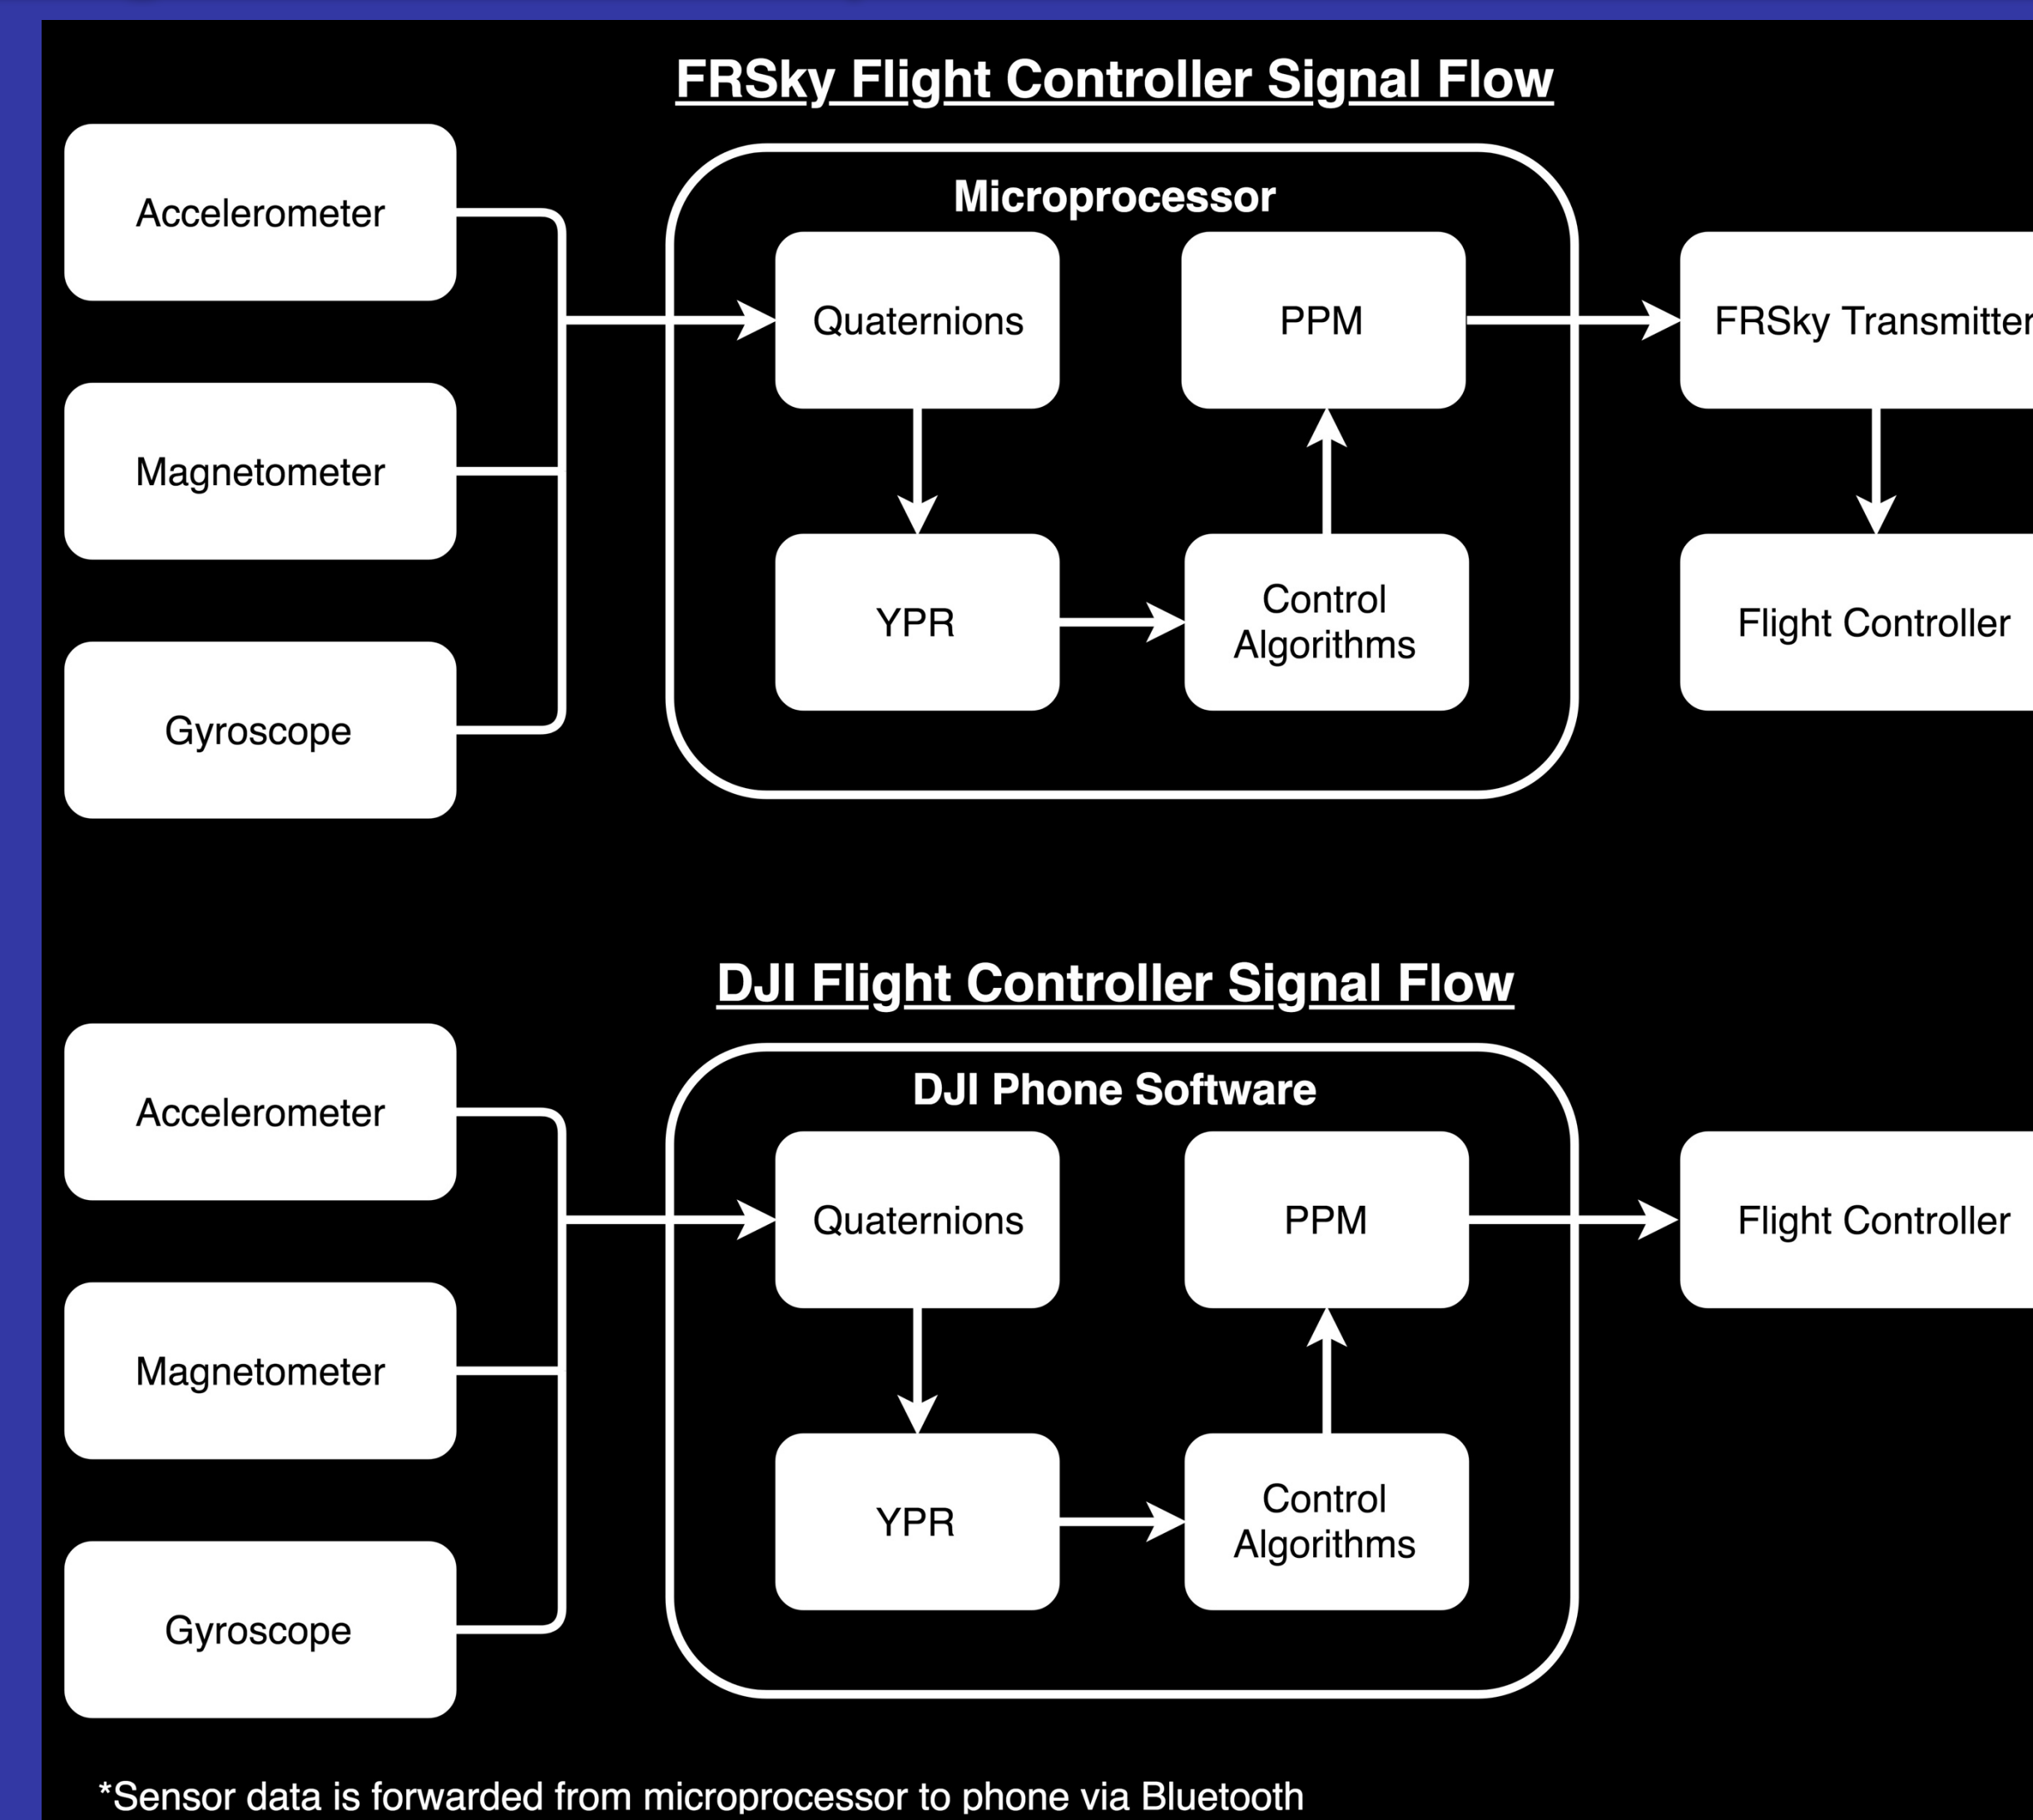 FRSky Flight Controller Signal Flow
Accelerometer
Magnetometer
Gyroscope
Microprocessor
Quaternions
PPM
YPR
Control
Algorithms
FRSky Transmitter
Flight Controller
DJI Flight Controller Signal Flow
Accelerometer
Magnetometer
Gyroscope
DJI Phone Software
Quaternions
PPM
YPR
Control
Algorithms
Flight Controller
*Sensor data is forwarded from microprocessor to phone via Bluetooth